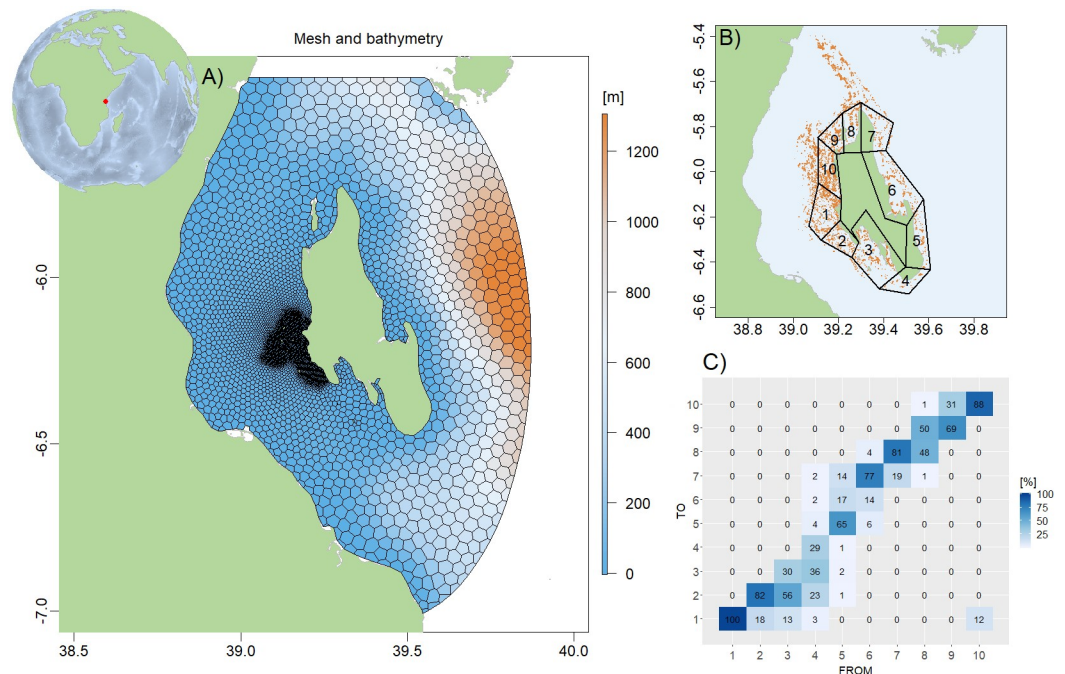 Mesh and bathymetry
A)
[m]
1200
1000
800
600
400
200
0
-6.0
-6.5
-7.0
38.5 39.0 39.5 40.0
B)
-5.4
-5.8
-6.0
-6.2
-6.4
-6.6
8 7
9
10
6
1
2 3 5
4
38.8 39.0 39.2 39.4 39.6 39.8
C)
10 0 0 0 0 0 0 0 1 31 88
9 0 0 0 0 0 0 0 50 69 0
8 0 0 0 0 0 4 81 48 0 0
7 0 0 0 2 14 77 19 1 0 0
6 0 0 0 2 17 14 0 0 0 0
5 0 0 0 4 65 6 0 0 0 0
4 0 0 0 29 1 0 0 0 0 0
3 0 0 30 36 2 0 0 0 0 0
2 0 82 56 23 1 0 0 0 0 0
1 100 18 13 3 0 0 0 0 0 12
1 2 3 4 5 6 7 8 9 10
FROM
TO
[%]
100
75
50
25